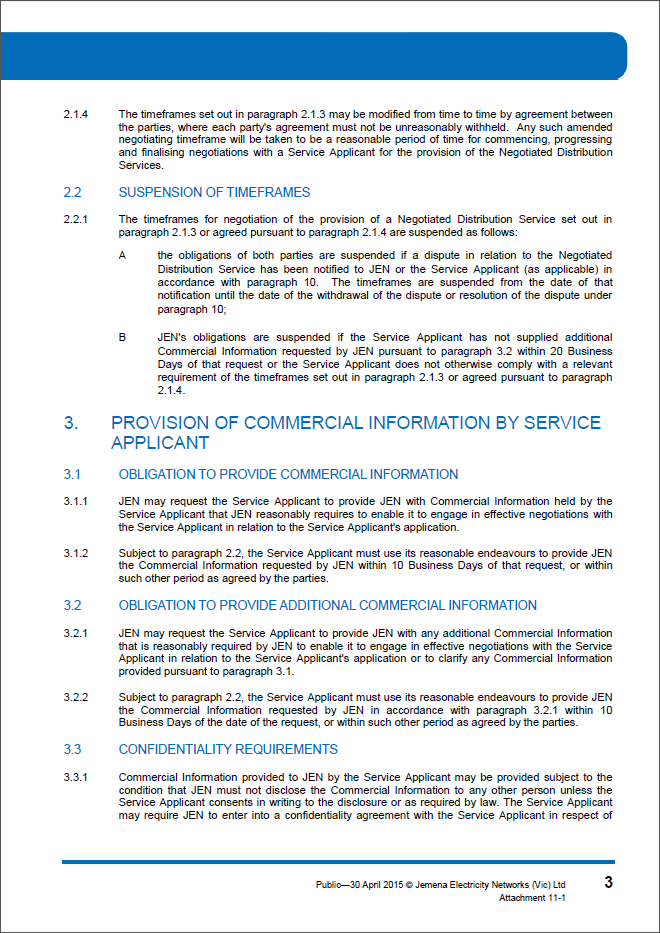 2.1.4 The timeframes set out in paragraph 2.1.3 may be modified from time to time by agreement between
the parties, where each party's agreement must not be unreasonably withheld. Any such amended
negotiating timeframe will be taken to be a reasonable period of time for commencing, progressing
and finalising negotiations with a Service Applicant for the provision of the Negotiated Distribution
Services.
2.2 SUSPENSION OF TIMEFRAMES
2.2.1 The timeframes for negotiation of the provision of a Negotiated Distribution Service set out in
paragraph 2.1.3 or agreed pursuant to paragraph 2.1.4 are suspended as follows:
A the obligations of both parties are suspended if a dispute in relation to the Negotiated
Distribution Service has been notified to JEN or the Service Applicant (as applicable) in
accordance with paragraph 10. The timeframes are suspended from the date of that
notification until the date of the withdrawal of the dispute or resolution of the dispute under
paragraph 10;
B JEN's obligations are suspended if the Service Applicant has not supplied additional
Commercial Information requested by JEN pursuant to paragraph 3.2 within 20 Business
Days of that request or the Service Applicant does not otherwise comply with a relevant
requirement of the timeframes set out in paragraph 2.1.3 or agreed pursuant to paragraph
2.1.4.
3. PROVISION OF COMMERCIAL INFORMATION BY SERVICE
APPLICANT
3.1 OBLIGATION TO PROVIDE COMMERCIAL INFORMATION
3.1.1 JEN may request the Service Applicant to provide JEN with Commercial Information held by the
Service Applicant that JEN reasonably requires to enable it to engage in effective negotiations with
the Service Applicant in relation to the Service Applicant's application.
3.1.2 Subject to paragraph 2.2, the Service Applicant must use its reasonable endeavours to provide JEN
the Commercial Information requested by JEN within 10 Business Days of that request, or within
such other period as agreed by the parties.
3.2 OBLIGATION TO PROVIDE ADDITIONAL COMMERCIAL INFORMATION
3.2.1 JEN may request the Service Applicant to provide JEN with any additional Commercial Information
that is reasonably required by JEN to enable it to engage in effective negotiations with the Service
Applicant in relation to the Service Applicant's application or to clarify any Commercial Information
provided pursuant to paragraph 3.1.
3.2.2 Subject to paragraph 2.2, the Service Applicant must use its reasonable endeavours to provide JEN
the Commercial Information requested by JEN in accordance with paragraph 3.2.1 within 10
Business Days of the date of the request, or within such other period as agreed by the parties.
3.3 CONFIDENTIALITY REQUIREMENTS
3.3.1 Commercial Information provided to JEN by the Service Applicant may be provided subject to the
condition that JEN must not disclose the Commercial Information to any other person unless the
Service Applicant consents in writing to the disclosure or as required by law. The Service Applicant
may require JEN to enter into a confidentiality agreement with the Service Applicant in respect of
Public—30 April 2015 © Jemena Electricity Networks (Vic) Ltd 3
Attachment 11-1